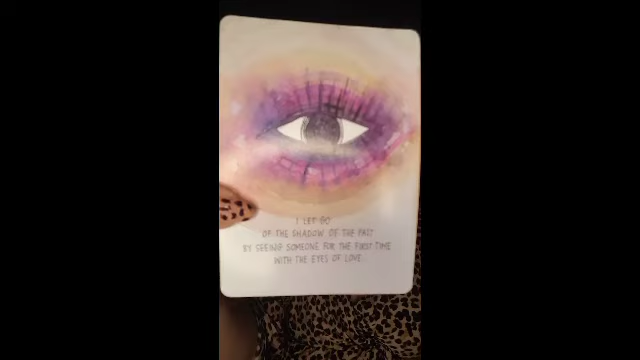 I LET GO
OF THE SHADOW OF THE PAST
BY SEEING SOMEONE FOR THE FIRST TIME
WITH THE EYES OF LOVE.